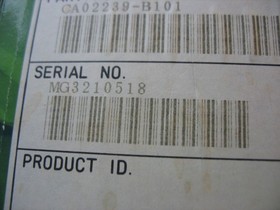 CA02239-B101
SERIAL NO.
MG3210518
PRODUCT ID.